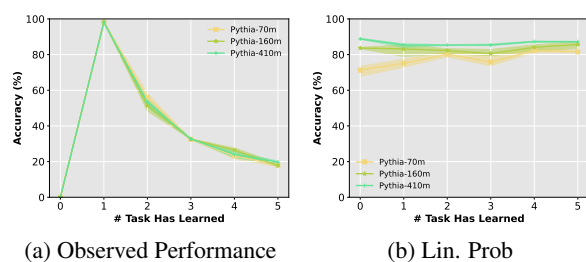 100
80
60
40
20
0
Accuracy (%)
Pythia-70m
Pythia-160m
Pythia-410m
0 1 2 3 4 5
# Task Has Learned
(a) Observed Performance
100
80
60
40
20
0
Accuracy (%)
Pythia-70m
Pythia-160m
Pythia-410m
0 1 2 3 4 5
# Task Has Learned
(b) Lin. Prob